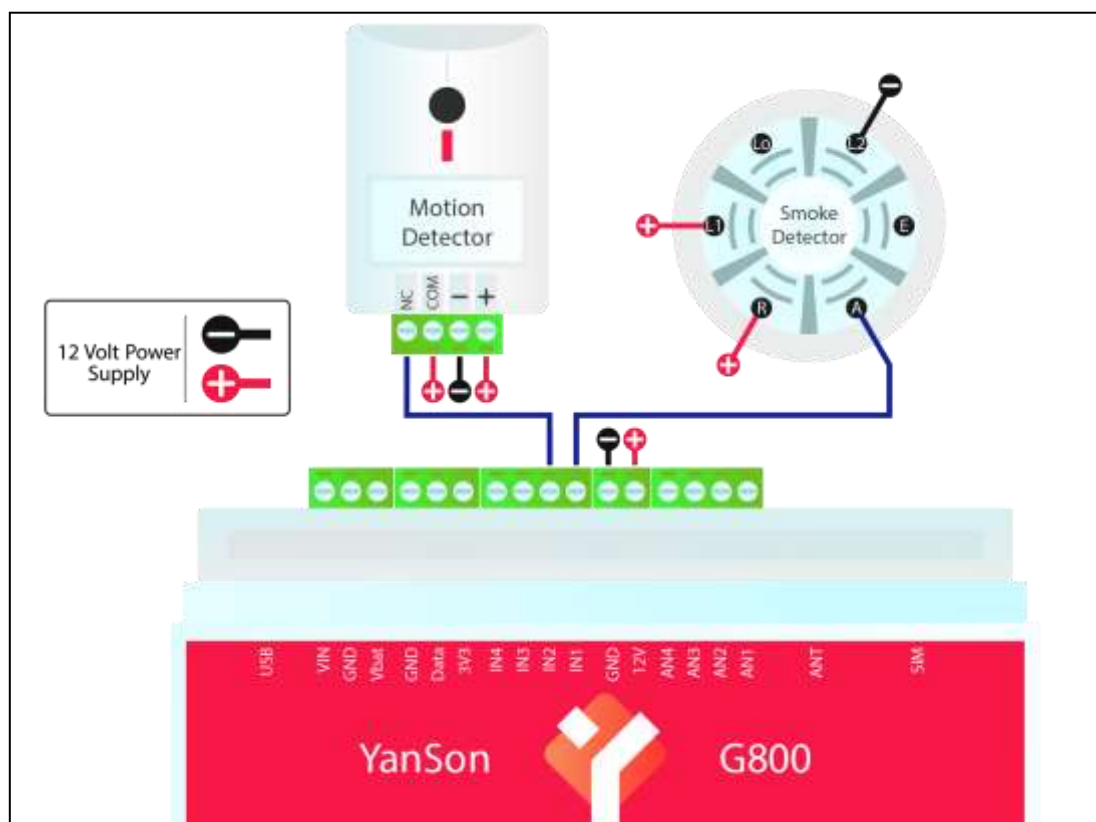 Motion
Detector
NC
COM
−
+
Lo
L2
L1
E
R
A
Smoke
Detector
−
+
+
12 Volt Power
Supply
−
+
+
−
+
−
+
USB
VIN
GND
Vbat
GND
Data
3V3
IN4
IN3
IN2
IN1
GND
12V
AN4
AN3
AN2
AN1
ANT
SIM
YanSon
G800